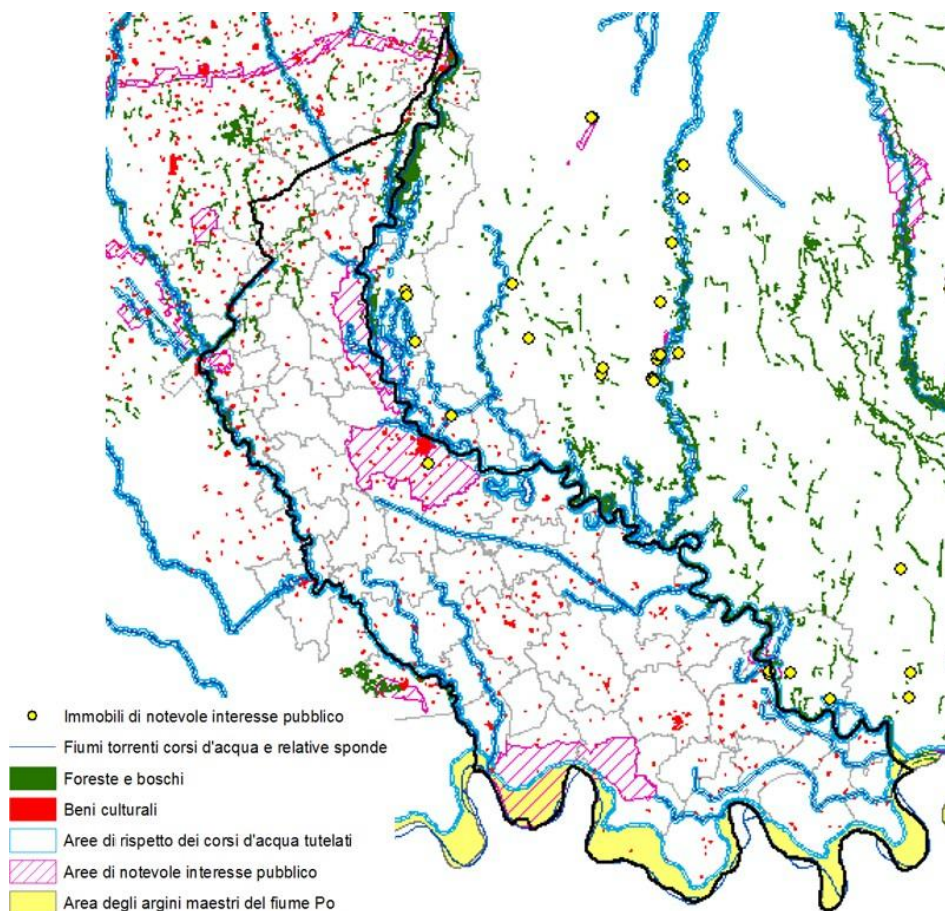 Immobili di notevole interesse pubblico
Fiumi torrenti corsi d'acqua e relative sponde
Foreste e boschi
Beni culturali
Aree di rispetto dei corsi d'acqua tutelati
Aree di notevole interesse pubblico
Area degli argini maestri del fiume Po